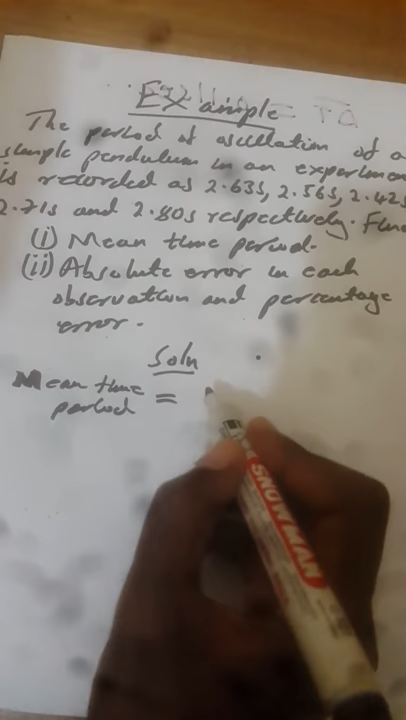 Example
The period of oscillation of a
simple pendulum in an experimen
is recorded as 2.63s, 2.56s, 2.42s
2.71s and 2.80s respectively. Find
(i) Mean time period.
(ii) Absolute error in each
observation and percentage
error.
Soln
Mean time
period =
SNOWMAN